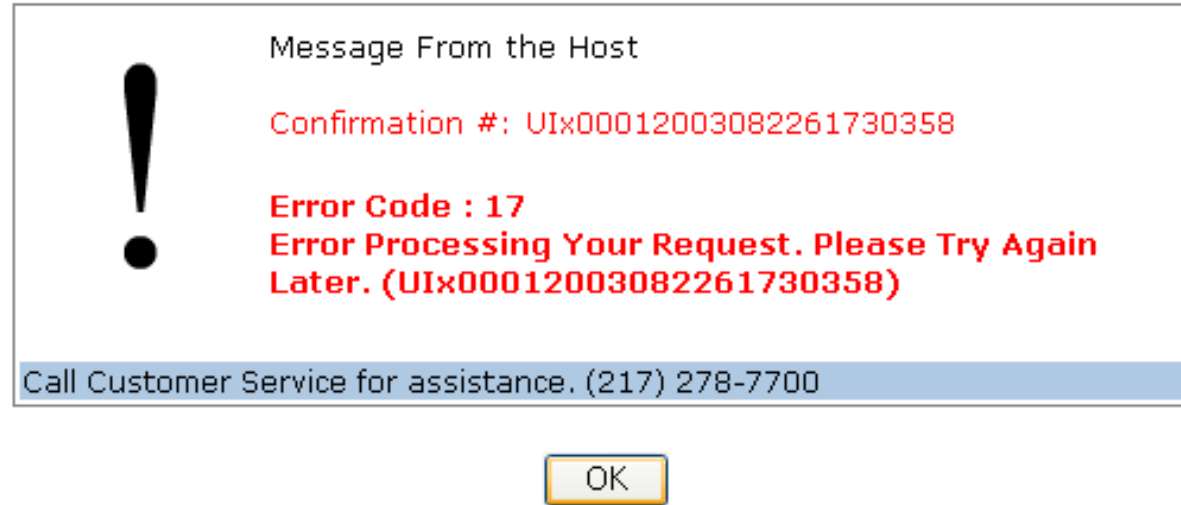 Message From the Host
Confirmation #: UIx00012003082261730358
Error Code : 17
Error Processing Your Request. Please Try Again
Later. (UIx00012003082261730358)
Call Customer Service for assistance. (217) 278-7700
OK